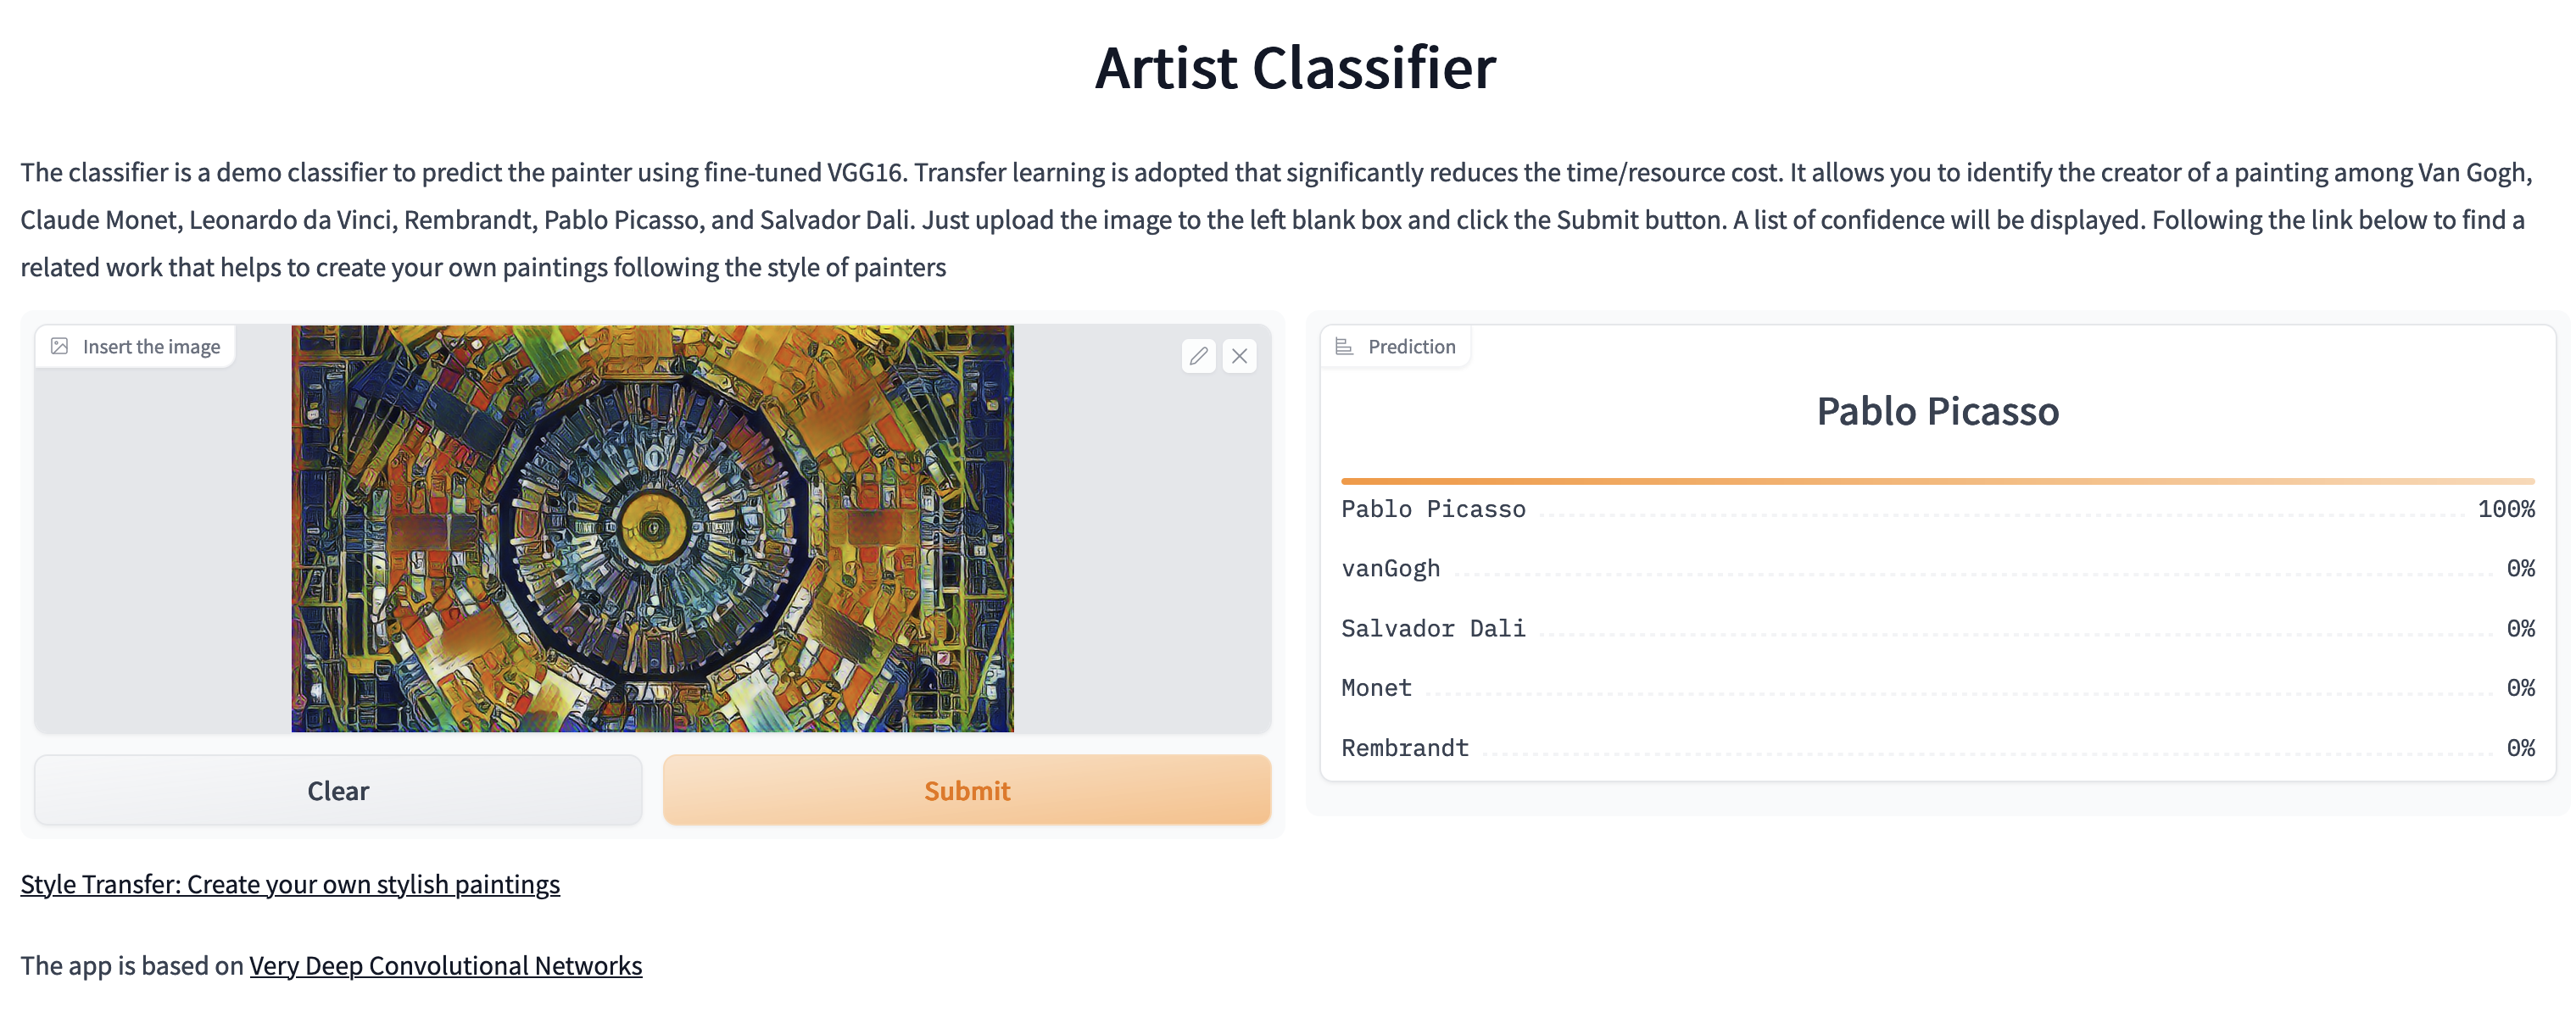 Artist Classifier
The classifier is a demo classifier to predict the painter using fine-tuned VGG16. Transfer learning is adopted that significantly reduces the time/resource cost. It allows you to identify the creator of a painting among Van Gogh,
Claude Monet, Leonardo da Vinci, Rembrandt, Pablo Picasso, and Salvador Dali. Just upload the image to the left blank box and click the Submit button. A list of confidence will be displayed. Following the link below to find a
related work that helps to create your own paintings following the style of painters
Insert the image
Clear
Submit
Prediction
Pablo Picasso
Pablo Picasso 100%
vanGogh 0%
Salvador Dali 0%
Monet 0%
Rembrandt 0%
Style Transfer: Create your own stylish paintings
The app is based on Very Deep Convolutional Networks